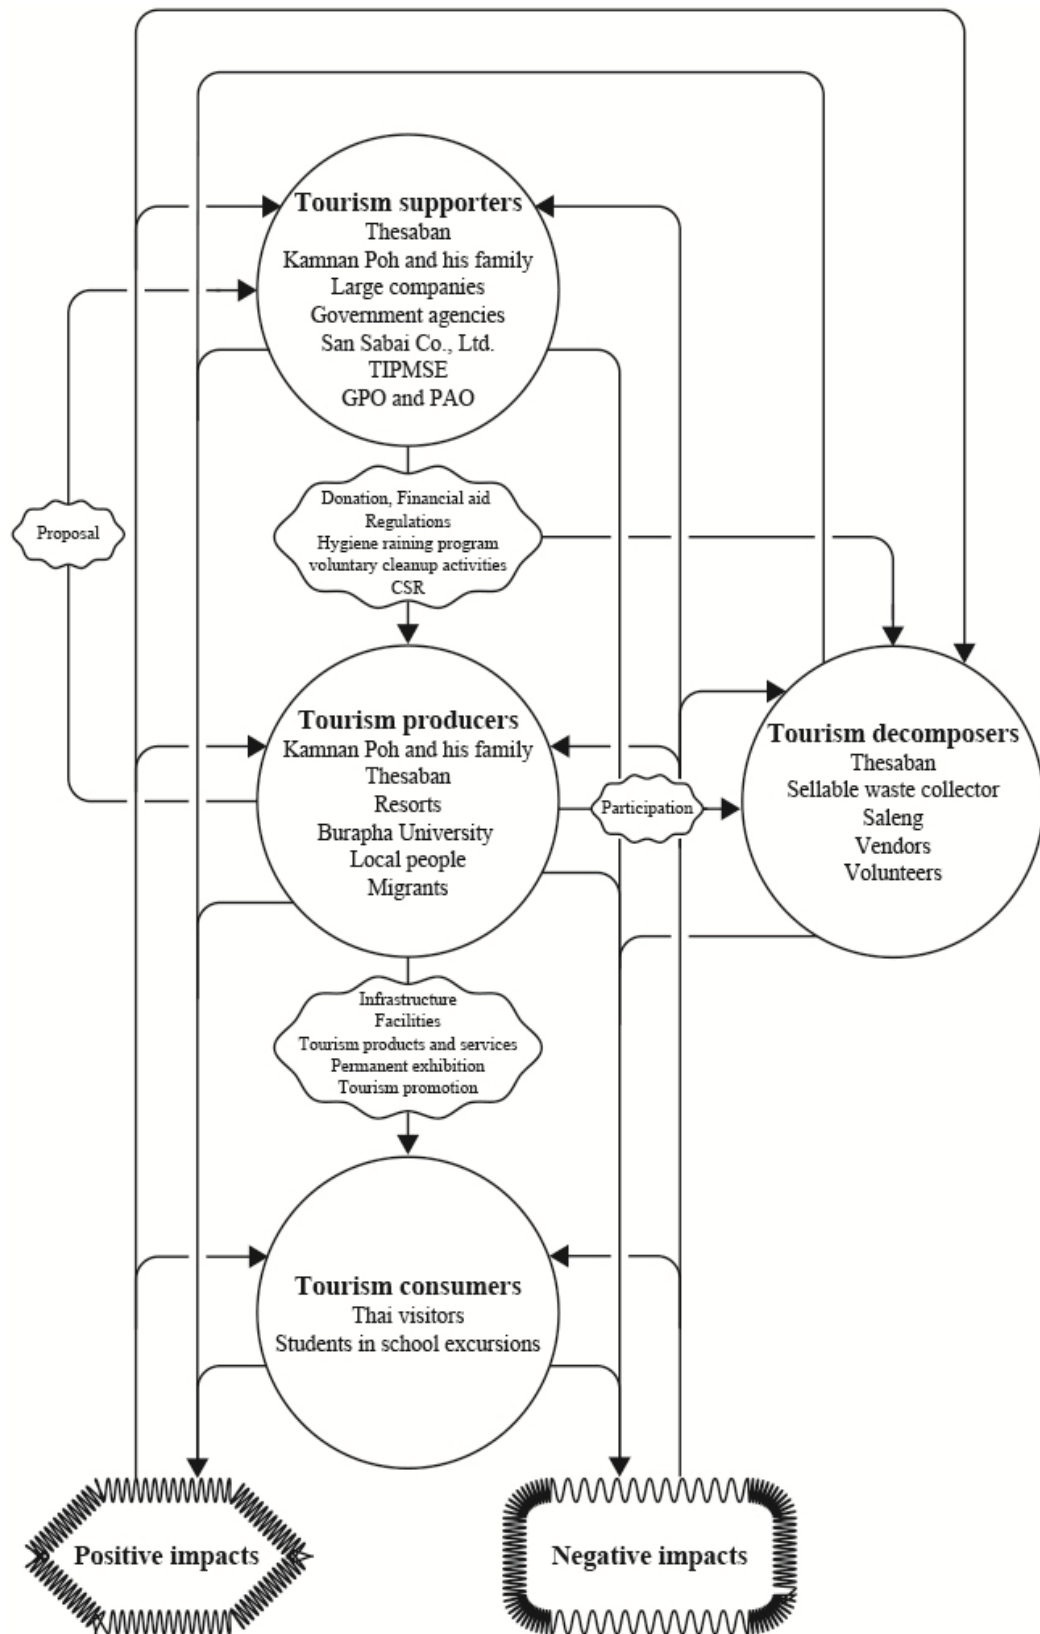 Tourism supporters
Thesaban
Kamnan Poh and his family
Large companies
Government agencies
San Sabai Co., Ltd.
TIPMSE
GPO and PAO
Proposal
Donation, Financial aid
Regulations
Hygiene raining program
voluntary cleanup activities
CSR
Tourism producers
Kamnan Poh and his family
Thesaban
Resorts
Burapha University
Local people
Migrants
Participation
Tourism decomposers
Thesaban
Sellable waste collector
Saleng
Vendors
Volunteers
Infrastructure
Facilities
Tourism products and services
Permanent exhibition
Tourism promotion
Tourism consumers
Thai visitors
Students in school excursions
Positive impacts
Negative impacts